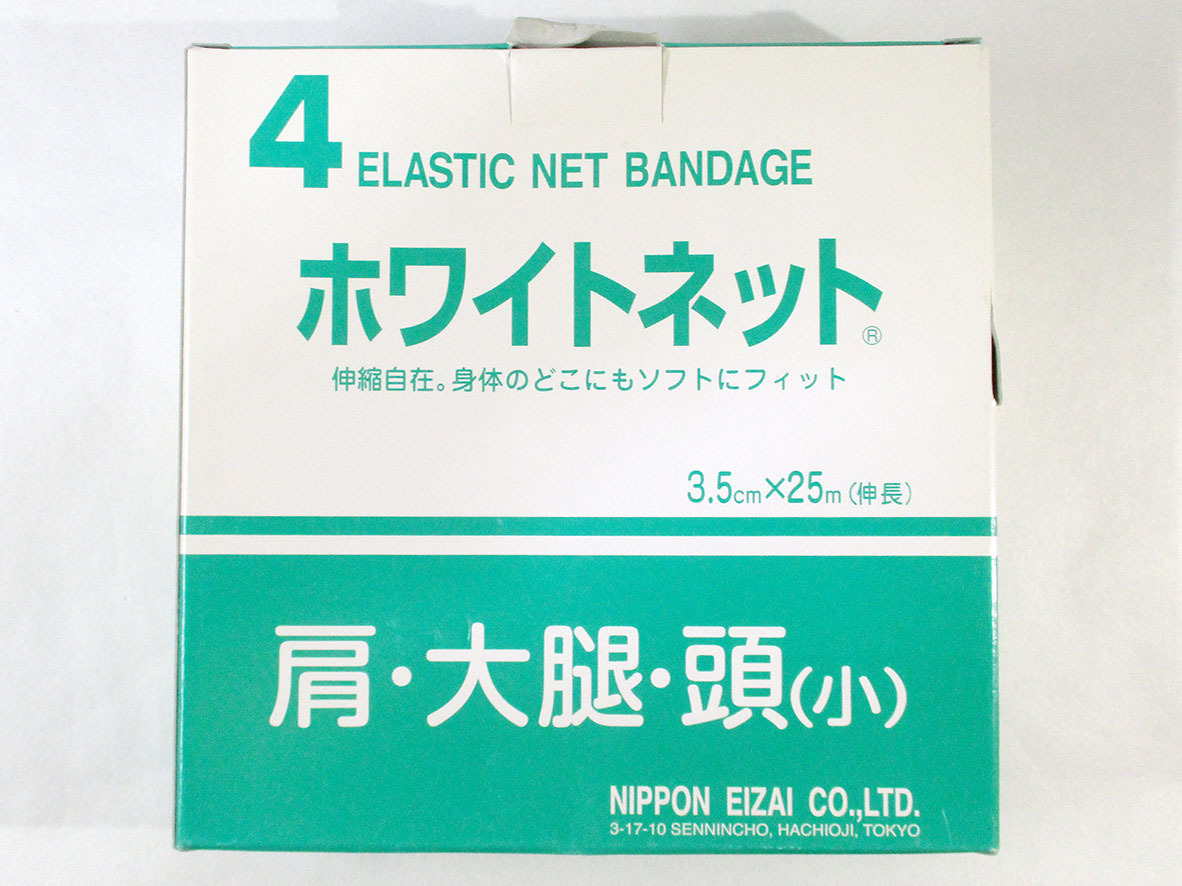 4 ELASTIC NET BANDAGE
ホワイトネット®
伸縮自在。身体のどこにもソフトにフィット
3.5cm×25m(伸長)
肩・大腿・頭(小)
NIPPON EIZAI CO.,LTD.
3-17-10 SENNINCHO, HACHIOJI, TOKYO